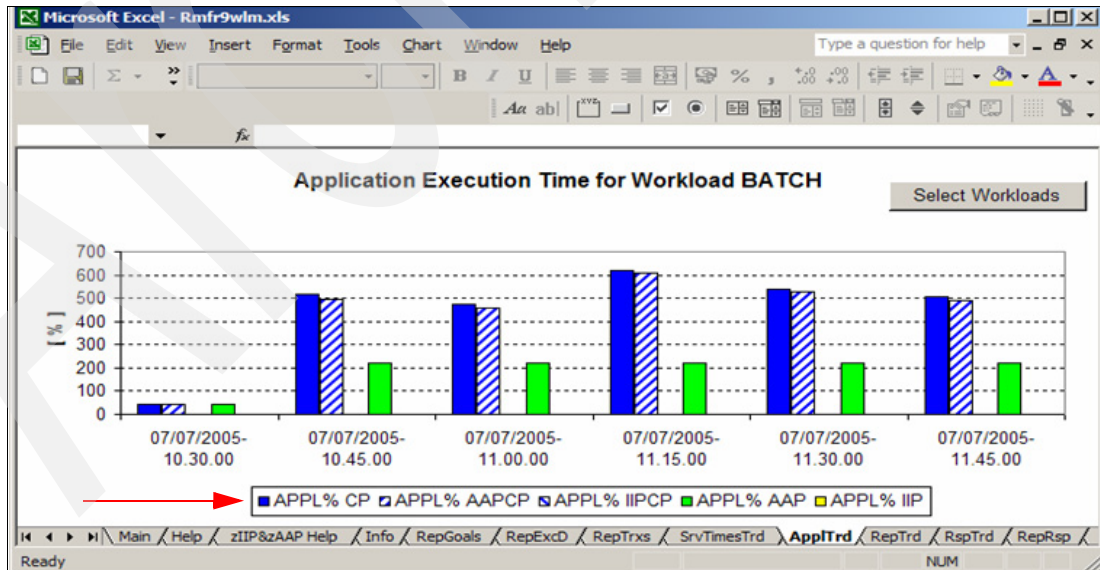 Microsoft Excel - Rmfr9wlm.xls
File Edit View Insert Format Tools Chart Window Help Type a question for help
Application Execution Time for Workload BATCH
Select Workloads
[ % ]
700
600
500
400
300
200
100
0
07/07/2005-10.30.00
07/07/2005-10.45.00
07/07/2005-11.00.00
07/07/2005-11.15.00
07/07/2005-11.30.00
07/07/2005-11.45.00
APPL% CP APPL% AAPCP APPL% IIPCP APPL% AAP APPL% IIP
Main / Help / zIIP&zAAP Help / Info / RepGoals / RepExcD / RepTrxs / SrvTimesTrd \ ApplTrd / RepTrd / RspTrd / RepRsp /
Ready NUM